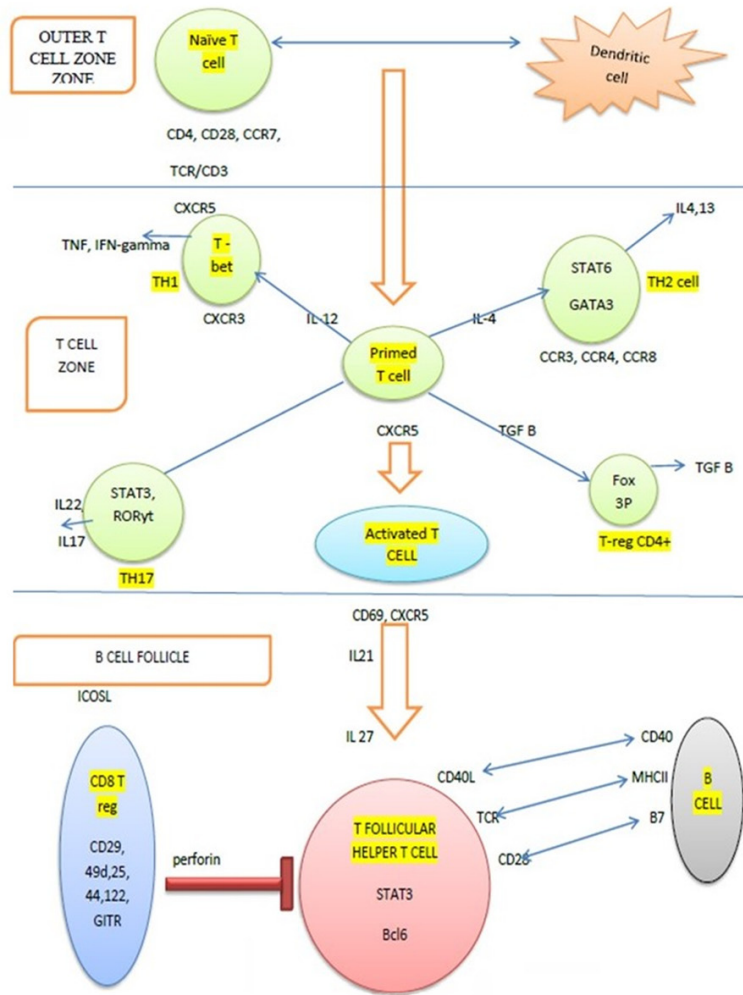 OUTER T
CELL ZONE
ZONE
Naïve T
cell
Dendritic
cell
CD4, CD28, CCR7,
TCR/CD3
CXCR5
TNF, IFN-gamma
T -
bet
TH1
CXCR3
IL-12
IL4,13
STAT6
GATA3
TH2 cell
IL-4
CCR3, CCR4, CCR8
T CELL
ZONE
Primed
T cell
CXCR5
TGF B
Fox
3P
TGF B
T-reg CD4+
STAT3,
RORyt
IL22,
IL17
TH17
Activated T
CELL
CD69, CXCR5
IL21
IL 27
B CELL FOLLICLE
ICOSL
CD8 T
reg
CD29,
49d,25,
44,122,
GITR
perforin
T FOLLICULAR
HELPER T CELL
STAT3
Bcl6
CD40L
TCR
CD28
CD40
MHCII
B7
B
CELL